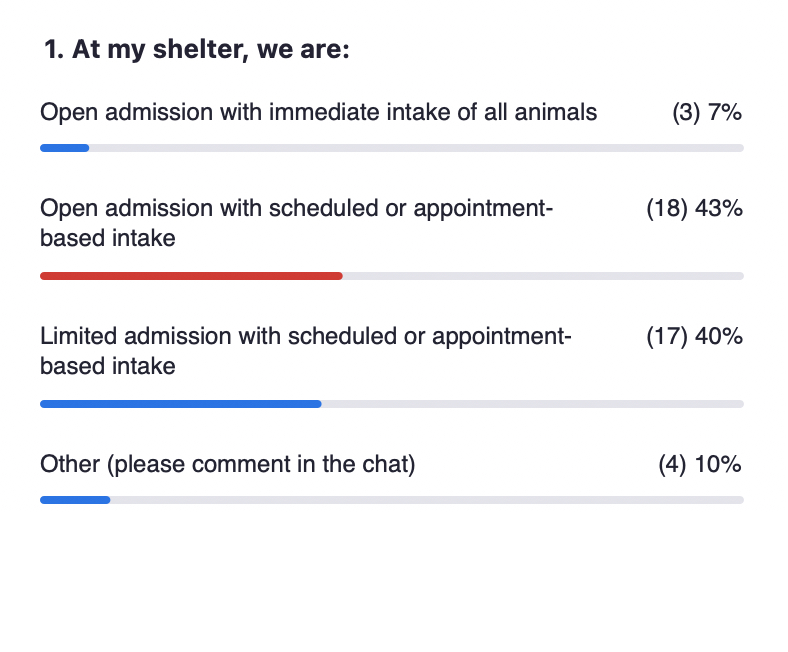 1. At my shelter, we are:
Open admission with immediate intake of all animals (3) 7%
Open admission with scheduled or appointment- (18) 43%
based intake
Limited admission with scheduled or appointment- (17) 40%
based intake
Other (please comment in the chat) (4) 10%